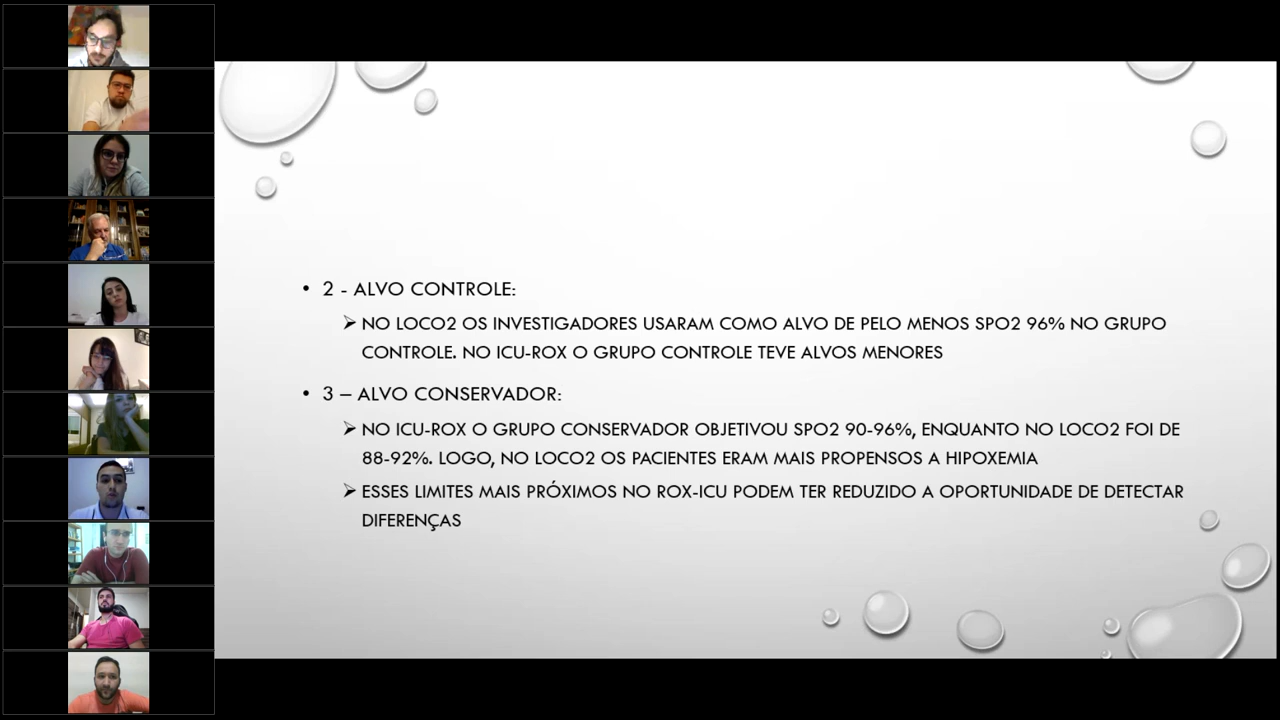 • 2 - ALVO CONTROLE:
➢ NO LOCO2 OS INVESTIGADORES USARAM COMO ALVO DE PELO MENOS SPO2 96% NO GRUPO
CONTROLE. NO ICU-ROX O GRUPO CONTROLE TEVE ALVOS MENORES
• 3 – ALVO CONSERVADOR:
➢ NO ICU-ROX O GRUPO CONSERVADOR OBJETIVOU SPO2 90-96%, ENQUANTO NO LOCO2 FOI DE
88-92%. LOGO, NO LOCO2 OS PACIENTES ERAM MAIS PROPENSOS A HIPOXEMIA
➢ ESSES LIMITES MAIS PRÓXIMOS NO ROX-ICU PODEM TER REDUZIDO A OPORTUNIDADE DE DETECTAR
DIFERENÇAS